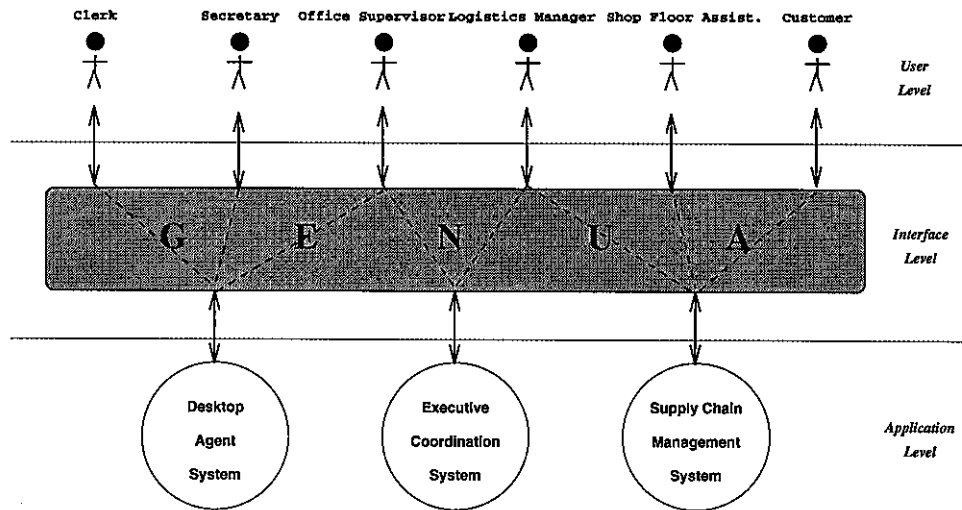 Clerk
Secretary
Office Supervisor
Logistics Manager
Shop Floor Assist.
Customer
User
Level
G E N U A
Interface
Level
Desktop
Agent
System
Executive
Coordination
System
Supply Chain
Management
System
Application
Level